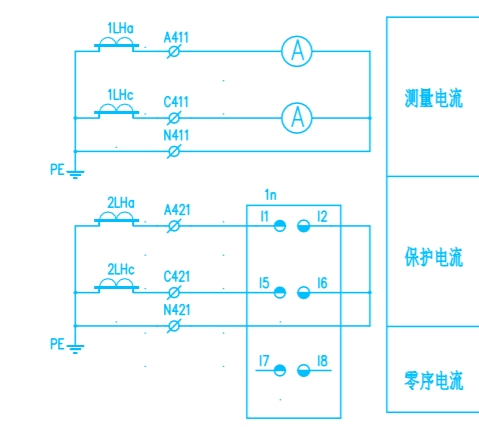 1LHa
A411
A
1LHc
C411
A
测量电流
N411
PE
2LHa
A421
1n
I1
I2
2LHc
C421
I5
I6
保护电流
N421
PE
I7
I8
零序电流